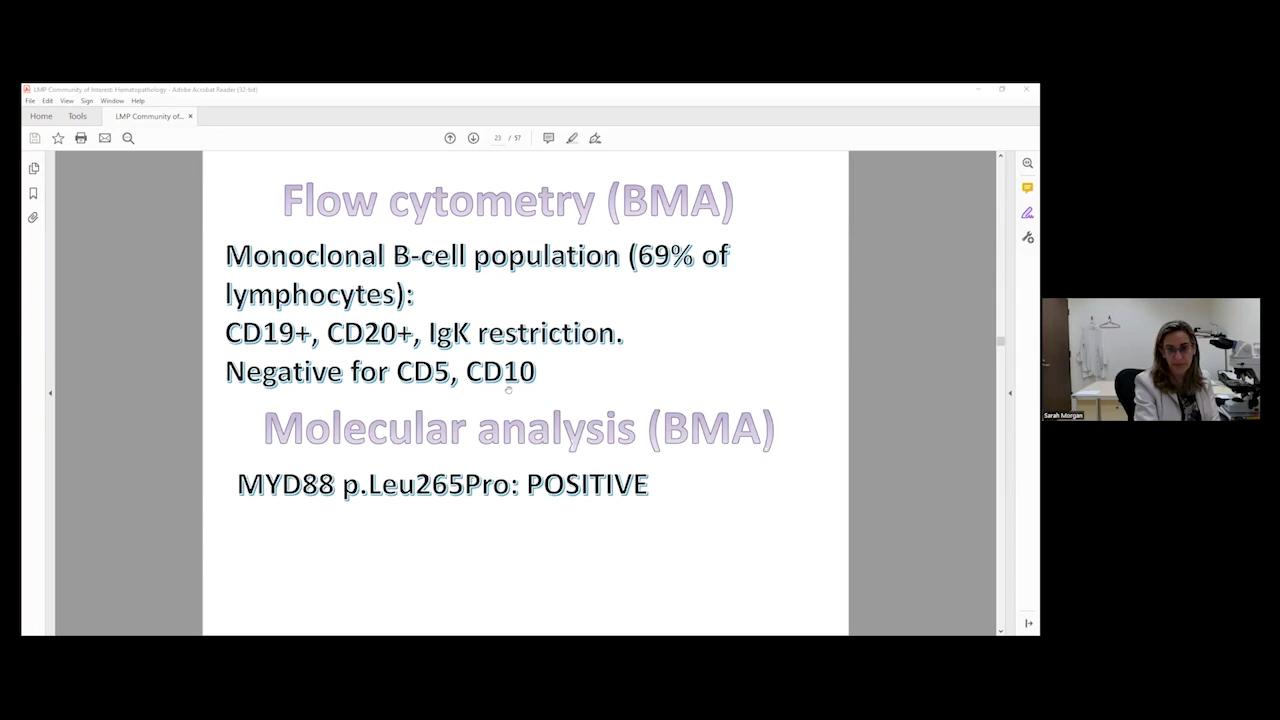 LMP Community of Interest: Hematopathology - Adobe Acrobat Reader (32-bit)
File Edit View Sign Window Help
Home Tools LMP Community of... ×
23 / 57
Flow cytometry (BMA)
Monoclonal B-cell population (69% of
lymphocytes):
CD19+, CD20+, IgK restriction.
Negative for CD5, CD10
Molecular analysis (BMA)
MYD88 p.Leu265Pro: POSITIVE
Sarah Morgan